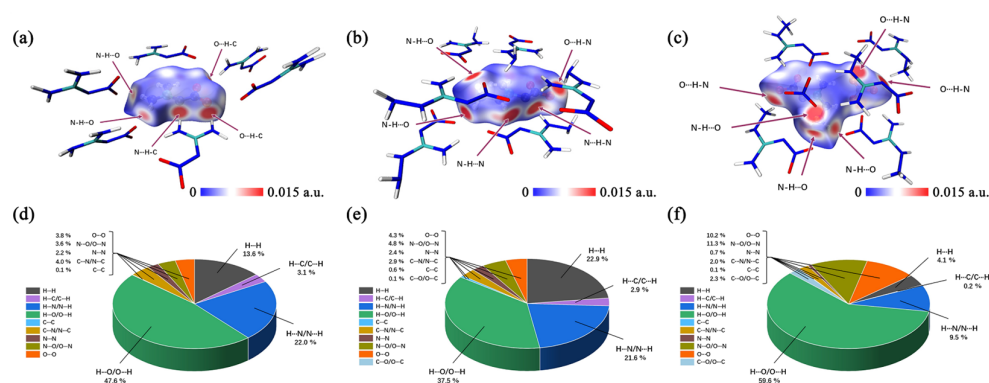 (a)
N-H···O
O···H-C
N-H···O
N···H-C
O···H-C
0 0.015 a.u.
(b)
N-H···O
O···H-N
N-H···O
N-H···N
N···H-N
0 0.015 a.u.
(c)
O···H-N
O···H-N
N-H···O
N-H···O
N-H···O
0 0.015 a.u.
(d)
3.8 % O···O
3.6 % N···O/O···N
2.2 % N···N
4.0 % C···N/N···C
0.1 % C···C
H···H
13.6 %
H···C/C···H
3.1 %
H···N/N···H
22.0 %
H···O/O···H
47.6 %
H···H
H···C/C···H
H···N/N···H
H···O/O···H
C···C
C···N/N···C
N···N
N···O/O···N
O···O
(e)
4.3 % O···O
4.8 % N···O/O···N
2.4 % N···N
2.9 % C···N/N···C
0.6 % C···C
0.1 % C···O/O···C
H···H
22.9 %
H···C/C···H
2.9 %
H···N/N···H
21.6 %
H···O/O···H
37.5 %
H···H
H···C/C···H
H···N/N···H
H···O/O···H
C···C
C···N/N···C
N···N
N···O/O···N
O···O
C···O/O···C
(f)
10.2 % O···O
11.3 % N···O/O···N
0.7 % N···N
2.0 % C···N/N···C
0.1 % C···C
2.3 % C···O/O···C
H···H
4.1 %
H···C/C···H
0.2 %
H···N/N···H
9.5 %
H···O/O···H
59.6 %
H···H
H···C/C···H
H···N/N···H
H···O/O···H
C···C
C···N/N···C
N···N
N···O/O···N
O···O
C···O/O···C